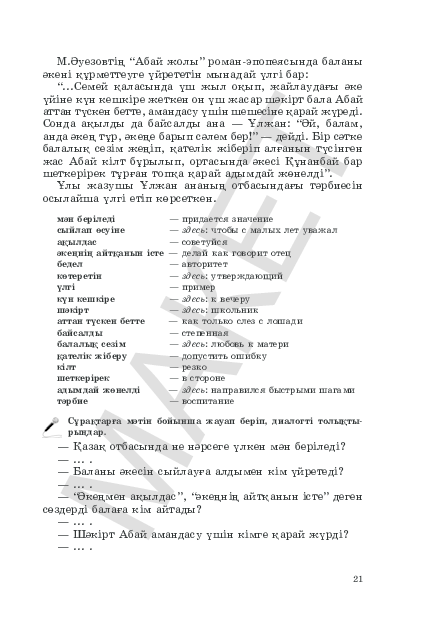 М.Әуезовтің “Абай жолы” роман-эпопеясында баланы
әкені құрметтеуге үйрететін мынадай үлгі бар:
“...Семей қаласында үш жыл оқып, жайлаудағы әке
үйіне күн кешкіре жеткен он үш жасар шәкірт бала Абай
аттан түскен бетте, амандасу үшін шешесіне қарай жүреді.
Сонда ақылды да байсалды ана — Ұлжан: “Әй, балам,
анда әкең тұр, әкеңе барып сәлем бер!” — дейді. Бір сәтке
балалық сезім жеңіп, қателік жіберіп алғанын түсінген
жас Абай кілт бұрылып, ортасында әкесі Құнанбай бар
шеткерірек тұрған топқа қарай адымдай жөнелді”.
Ұлы жазушы Ұлжан ананың отбасындағы тәрбиесін
осылайша үлгі етіп көрсеткен.
мән беріледі — придается значение
сыйлап өсуіне — здесь: чтобы с малых лет уважал
ақылдас — советуйся
әкеңнің айтқанын істе — делай как говорит отец
бедел — авторитет
көтеретін — здесь: утверждающий
үлгі — пример
күн кешкіре — здесь: к вечеру
шәкірт — здесь: школьник
аттан түскен бетте — как только слез с лошади
байсалды — степенная
балалық сезім — здесь: любовь к матери
қателік жіберу — допустить ошибку
кілт — резко
шеткерірек — в стороне
адымдай жөнелді — здесь: направился быстрыми шагами
тәрбие — воспитание
Сұрақтарға мәтін бойынша жауап беріп, диалогті толықты-
рыңдар.
— Қазақ отбасында не нәрсеге үлкен мән беріледі?
— ... .
— Баланы әкесін сыйлауға алдымен кім үйретеді?
— ... .
— “Әкеңмен ақылдас”, “әкеңнің айтқанын істе” деген
сөздерді балаға кім айтады?
— ... .
— Шәкірт Абай амандасу үшін кімге қарай жүрді?
— ... .
21
МАКЕТ